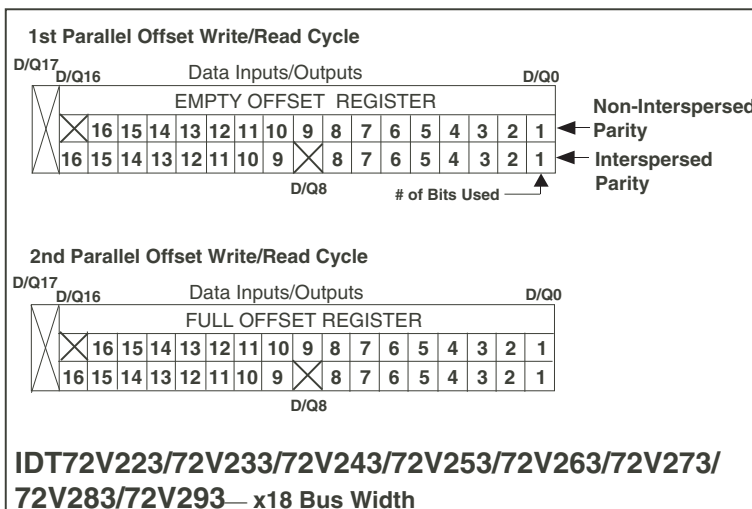 1st Parallel Offset Write/Read Cycle
D/Q17
D/Q16 Data Inputs/Outputs D/Q0
EMPTY OFFSET REGISTER
16 15 14 13 12 11 10 9 8 7 6 5 4 3 2 1
Non-Interspersed
Parity
16 15 14 13 12 11 10 9 8 7 6 5 4 3 2 1
Interspersed
Parity
D/Q8
# of Bits Used
2nd Parallel Offset Write/Read Cycle
D/Q17
D/Q16 Data Inputs/Outputs D/Q0
FULL OFFSET REGISTER
16 15 14 13 12 11 10 9 8 7 6 5 4 3 2 1
16 15 14 13 12 11 10 9 8 7 6 5 4 3 2 1
D/Q8
IDT72V223/72V233/72V243/72V253/72V263/72V273/
72V283/72V293— x18 Bus Width